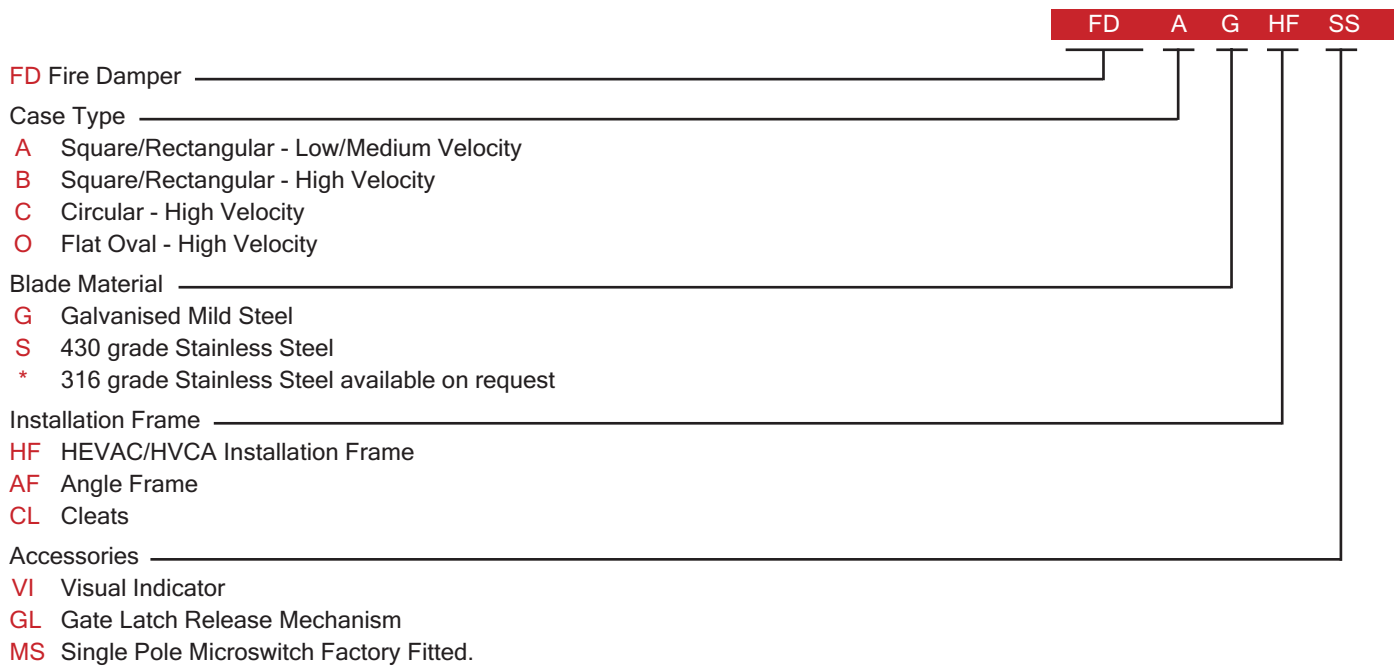 FD A G HF SS
FD Fire Damper
Case Type
A Square/Rectangular - Low/Medium Velocity
B Square/Rectangular - High Velocity
C Circular - High Velocity
O Flat Oval - High Velocity
Blade Material
G Galvanised Mild Steel
S 430 grade Stainless Steel
* 316 grade Stainless Steel available on request
Installation Frame
HF HEVAC/HVCA Installation Frame
AF Angle Frame
CL Cleats
Accessories
VI Visual Indicator
GL Gate Latch Release Mechanism
MS Single Pole Microswitch Factory Fitted.